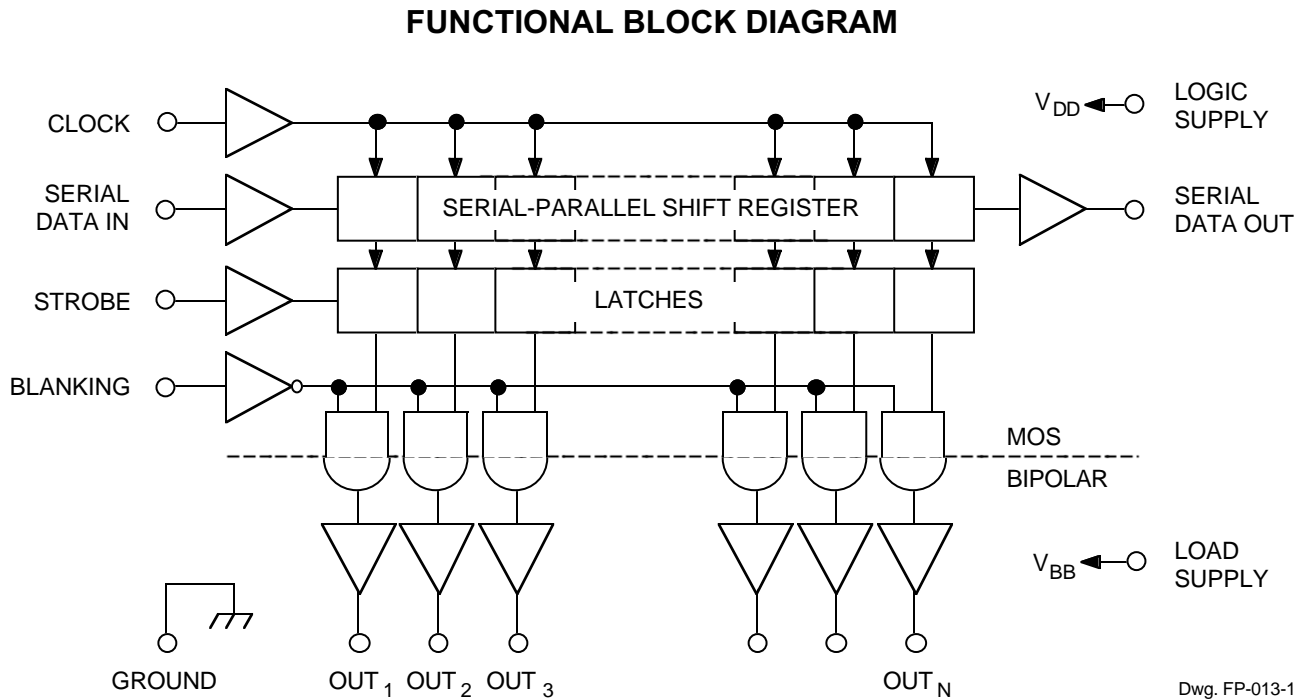 FUNCTIONAL BLOCK DIAGRAM
CLOCK
V DD
LOGIC
SUPPLY
SERIAL
DATA IN
SERIAL-PARALLEL SHIFT REGISTER
SERIAL
DATA OUT
STROBE
LATCHES
BLANKING
MOS
BIPOLAR
V BB
LOAD
SUPPLY
GROUND
OUT 1
OUT 2
OUT 3
OUT N
Dwg. FP-013-1